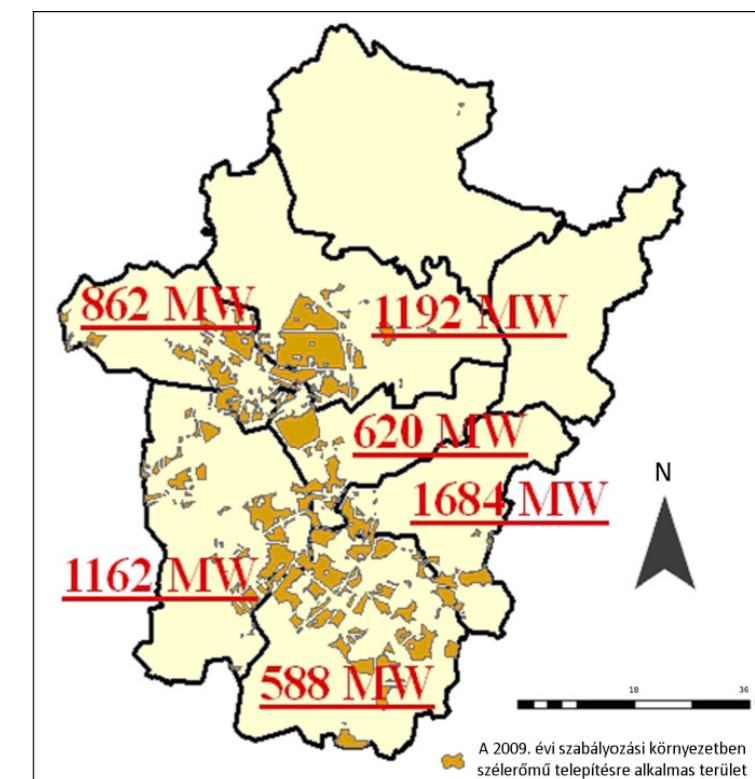 862 MW
1192 MW
620 MW
1684 MW
1162 MW
588 MW
N
18 36
A 2009. évi szabályozási környezetben
szélerőmű telepítésre alkalmas terület